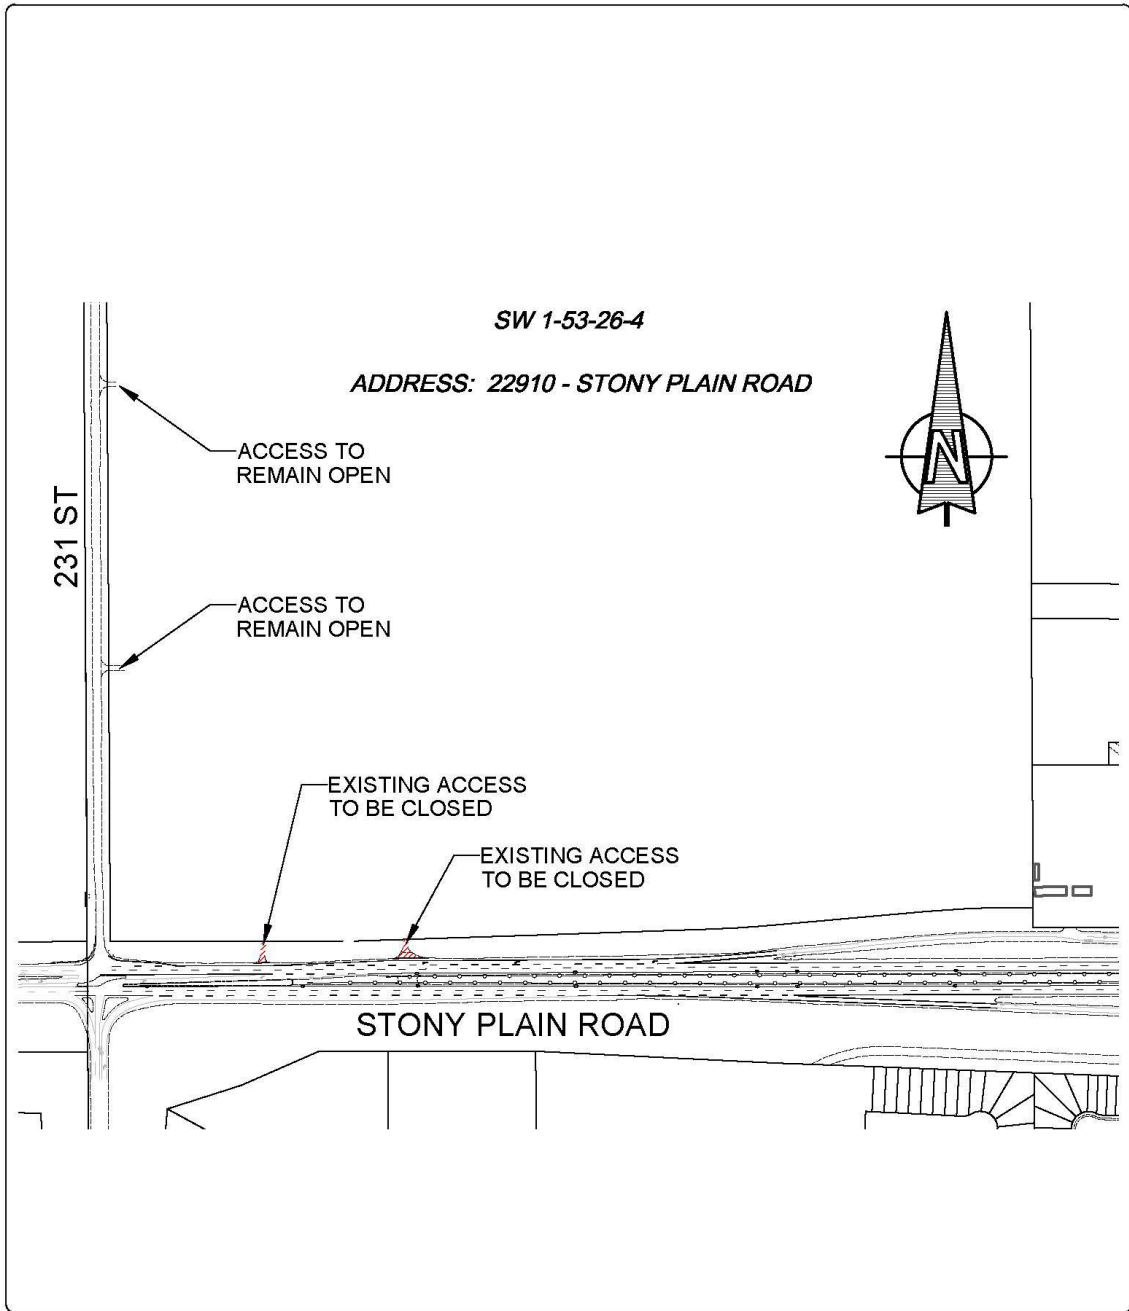 SW 1-53-26-4
ADDRESS: 22910 - STONY PLAIN ROAD
N
ACCESS TO
REMAIN OPEN
231 ST
ACCESS TO
REMAIN OPEN
EXISTING ACCESS
TO BE CLOSED
EXISTING ACCESS
TO BE CLOSED
STONY PLAIN ROAD